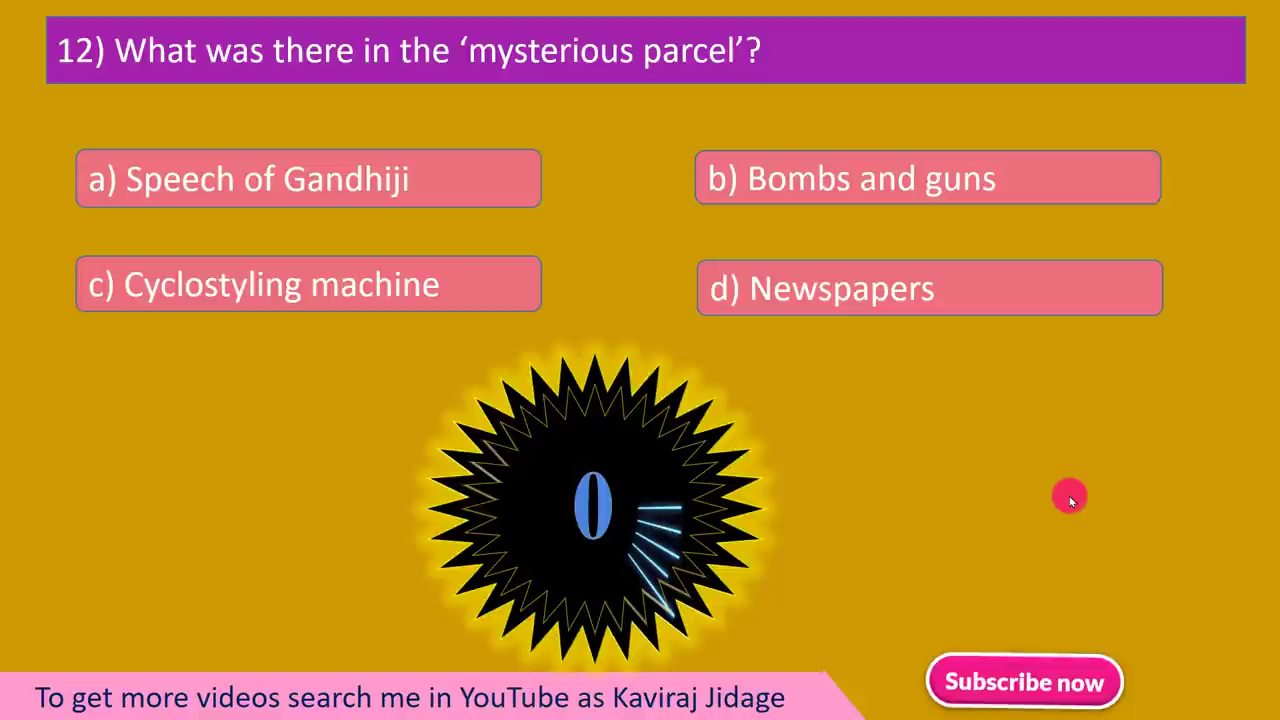 12) What was there in the ‘mysterious parcel’?
a) Speech of Gandhiji
b) Bombs and guns
c) Cyclostyling machine
d) Newspapers
0
To get more videos search me in YouTube as Kaviraj Jidage
Subscribe now